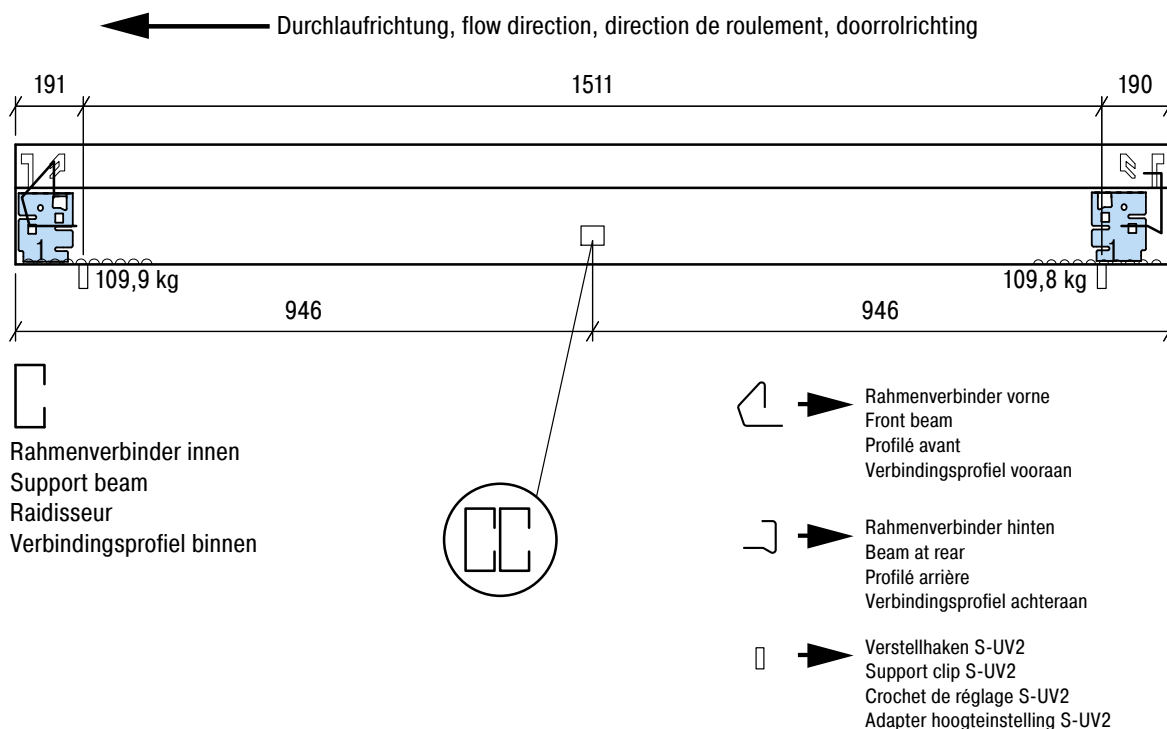 Durchlaufrichtung, flow direction, direction de roulement, doorrolrichting
191 1511 190
1 1
109,9 kg 109,8 kg
946 946
Rahmenverbinder innen
Support beam
Raidisseur
Verbindingsprofiel binnen
Rahmenverbinder vorne
Front beam
Profilé avant
Verbindingsprofiel vooraan
Rahmenverbinder hinten
Beam at rear
Profilé arrière
Verbindingsprofiel achteraan
Verstellhaken S-UV2
Support clip S-UV2
Crochet de réglage S-UV2
Adapter hoogteinstelling S-UV2